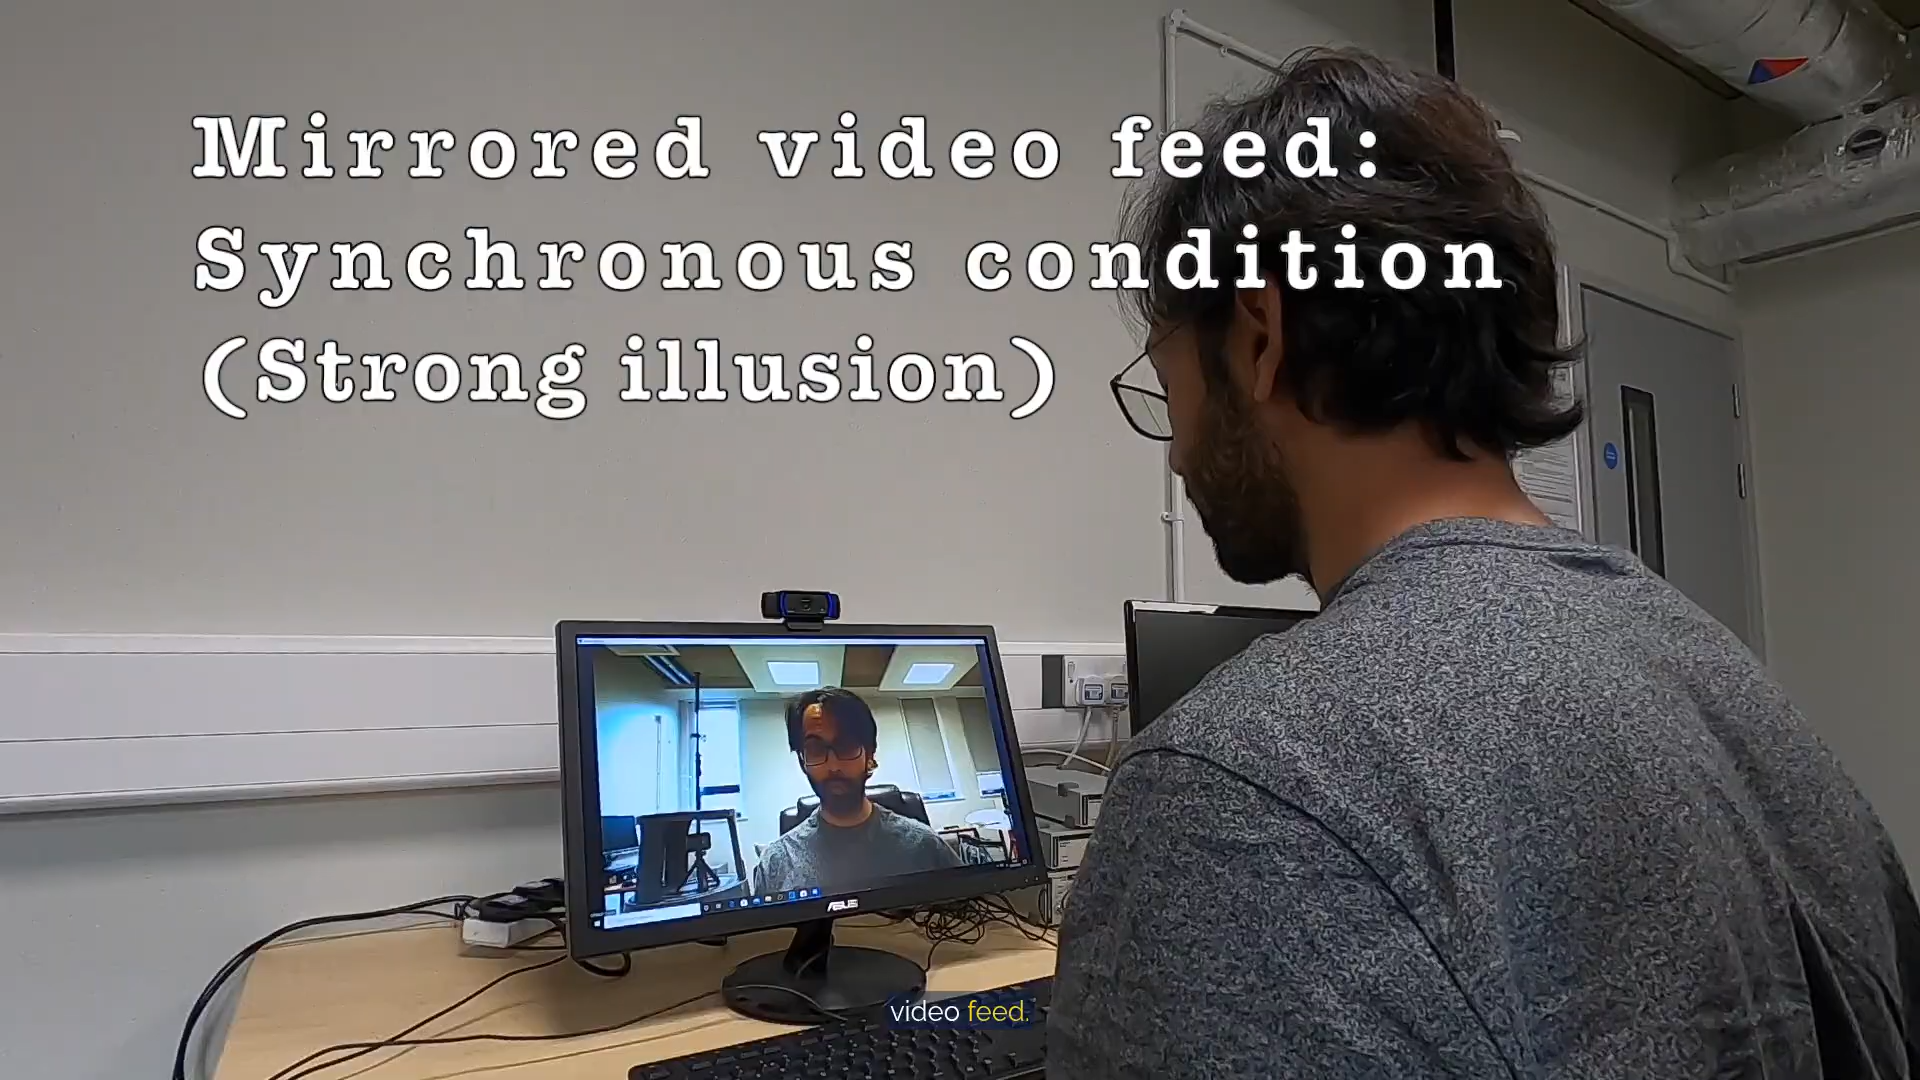 Mirrored video feed:
Synchronous condition
(Strong illusion)
ASUS
video feed.